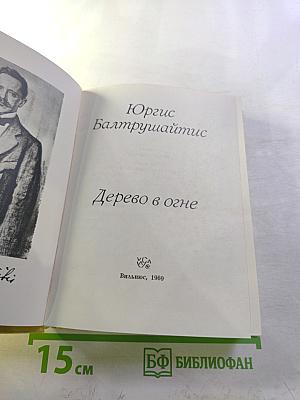 Юргис
Балтрушайтис
Дерево в огне
Вильнюс, 1969
15 см
БФ БИБЛИОФАН